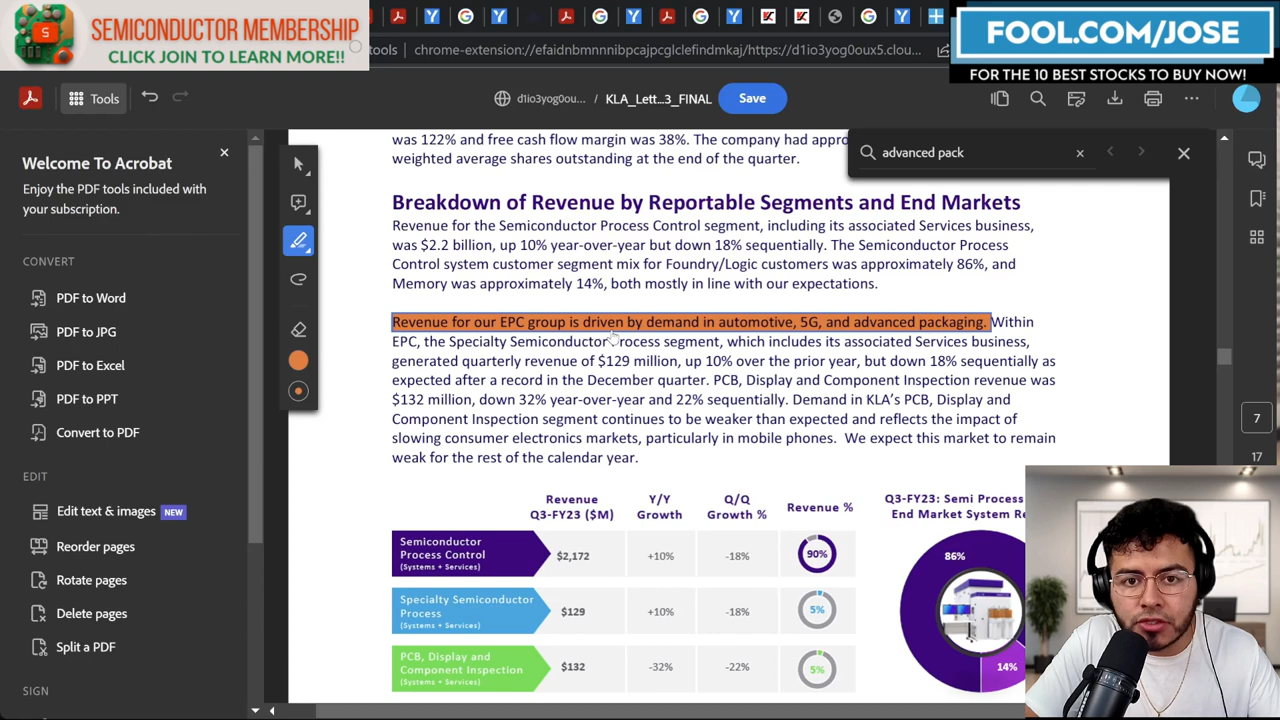 SEMICONDUCTOR MEMBERSHIP
CLICK JOIN TO LEARN MORE!!
FOOL.COM/JOSE
FOR THE 10 BEST STOCKS TO BUY NOW!
tools
chrome-extension://efaidnbmnnnibpcajpcglclefindmkaj/https://d1io3yog0oux5.clou...
Tools
d1io3yog0ou... / KLA_Lett...3_FINAL
Save
advanced pack
Welcome To Acrobat
Enjoy the PDF tools included with
your subscription.
CONVERT
PDF to Word
PDF to JPG
PDF to Excel
PDF to PPT
Convert to PDF
EDIT
Edit text & images NEW
Reorder pages
Rotate pages
Delete pages
Split a PDF
SIGN
was 122% and free cash flow margin was 38%. The company had
weighted average shares outstanding at the end of the quarter.
Breakdown of Revenue by Reportable Segments and End Markets
Revenue for the Semiconductor Process Control segment, including its associated Services business,
was $2.2 billion, up 10% year-over-year but down 18% sequentially. The Semiconductor Process
Control system customer segment mix for Foundry/Logic customers was approximately 86%, and
Memory was approximately 14%, both mostly in line with our expectations.
Revenue for our EPC group is driven by demand in automotive, 5G, and advanced packaging. Within
EPC, the Specialty Semiconductor Process segment, which includes its associated Services business,
generated quarterly revenue of $129 million, up 10% over the prior year, but down 18% sequentially as
expected after a record in the December quarter. PCB, Display and Component Inspection revenue was
$132 million, down 32% year-over-year and 22% sequentially. Demand in KLA's PCB, Display and
Component Inspection segment continues to be weaker than expected and reflects the impact of
slowing consumer electronics markets, particularly in mobile phones. We expect this market to remain
weak for the rest of the calendar year.
Revenue
Q3-FY23 ($M)
Y/Y
Growth
Q/Q
Growth %
Revenue %
Semiconductor
Process Control
(Systems + Services)
$2,172
+10%
-18%
90%
Specialty Semiconductor
Process
(Systems + Services)
$129
+10%
-18%
5%
PCB, Display and
Component Inspection
(Systems + Services)
$132
-32%
-22%
5%
Q3-FY23: Semi Process
End Market System
86%
14%
7
17